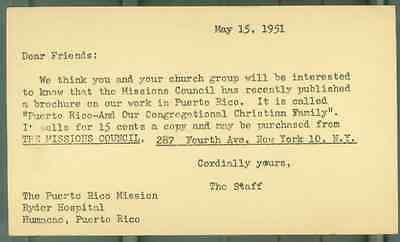 May 15, 1951
Dear Friends:
We think you and your church group will be interested
to know that the Missions Council has recently published
a brochure on our work in Puerto Rico. It is called
"Puerto Rico-And Our Congregational Christian Family".
It sells for 15 cents a copy and may be purchased from
THE MISSIONS COUNCIL, 287 Fourth Ave. New York 10, N.Y.
Cordially yours,
The Staff
The Puerto Rico Mission
Ryder Hospital
Humacao, Puerto Rico